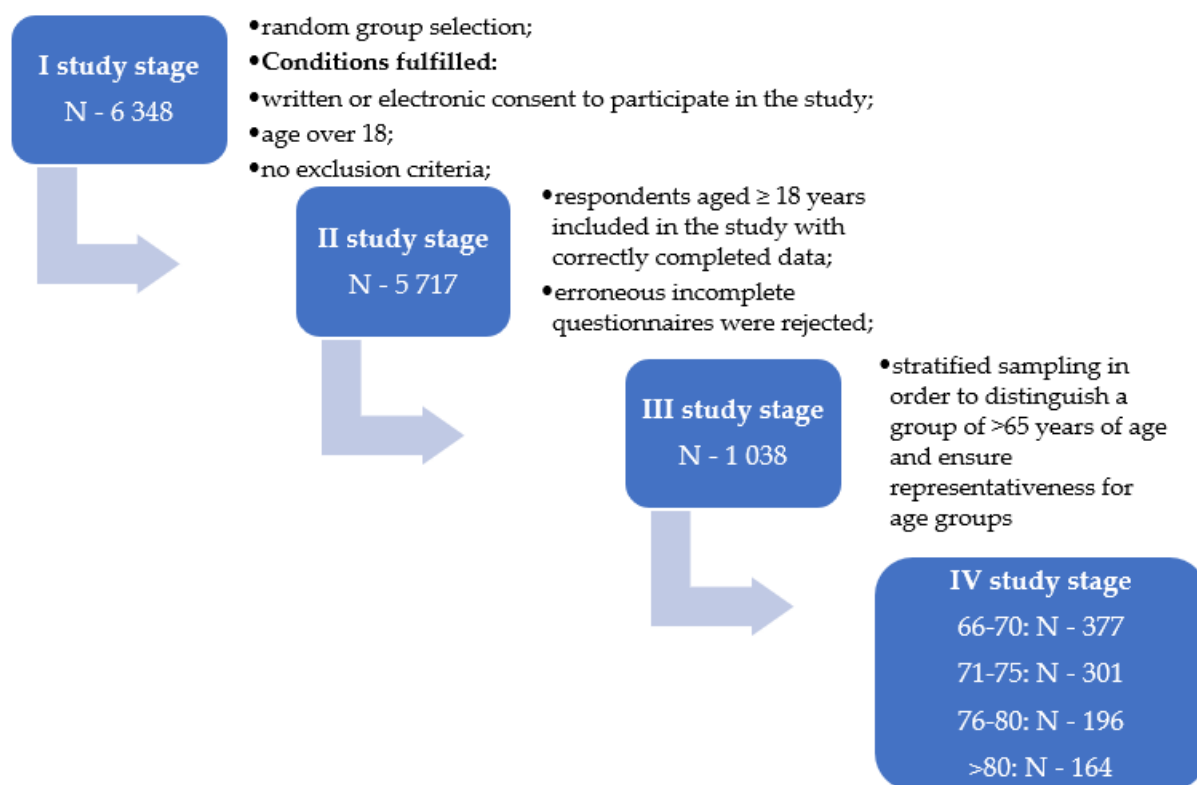 I study stage
N - 6 348
•random group selection;
•Conditions fulfilled:
•written or electronic consent to participate in the study;
•age over 18;
•no exclusion criteria;
II study stage
N - 5 717
•respondents aged ≥ 18 years
included in the study with
correctly completed data;
•erroneous incomplete
questionnaires were rejected;
III study stage
N - 1 038
•stratified sampling in
order to distinguish a
group of >65 years of age
and ensure
representativeness for
age groups
IV study stage
66-70: N - 377
71-75: N - 301
76-80: N - 196
>80: N - 164